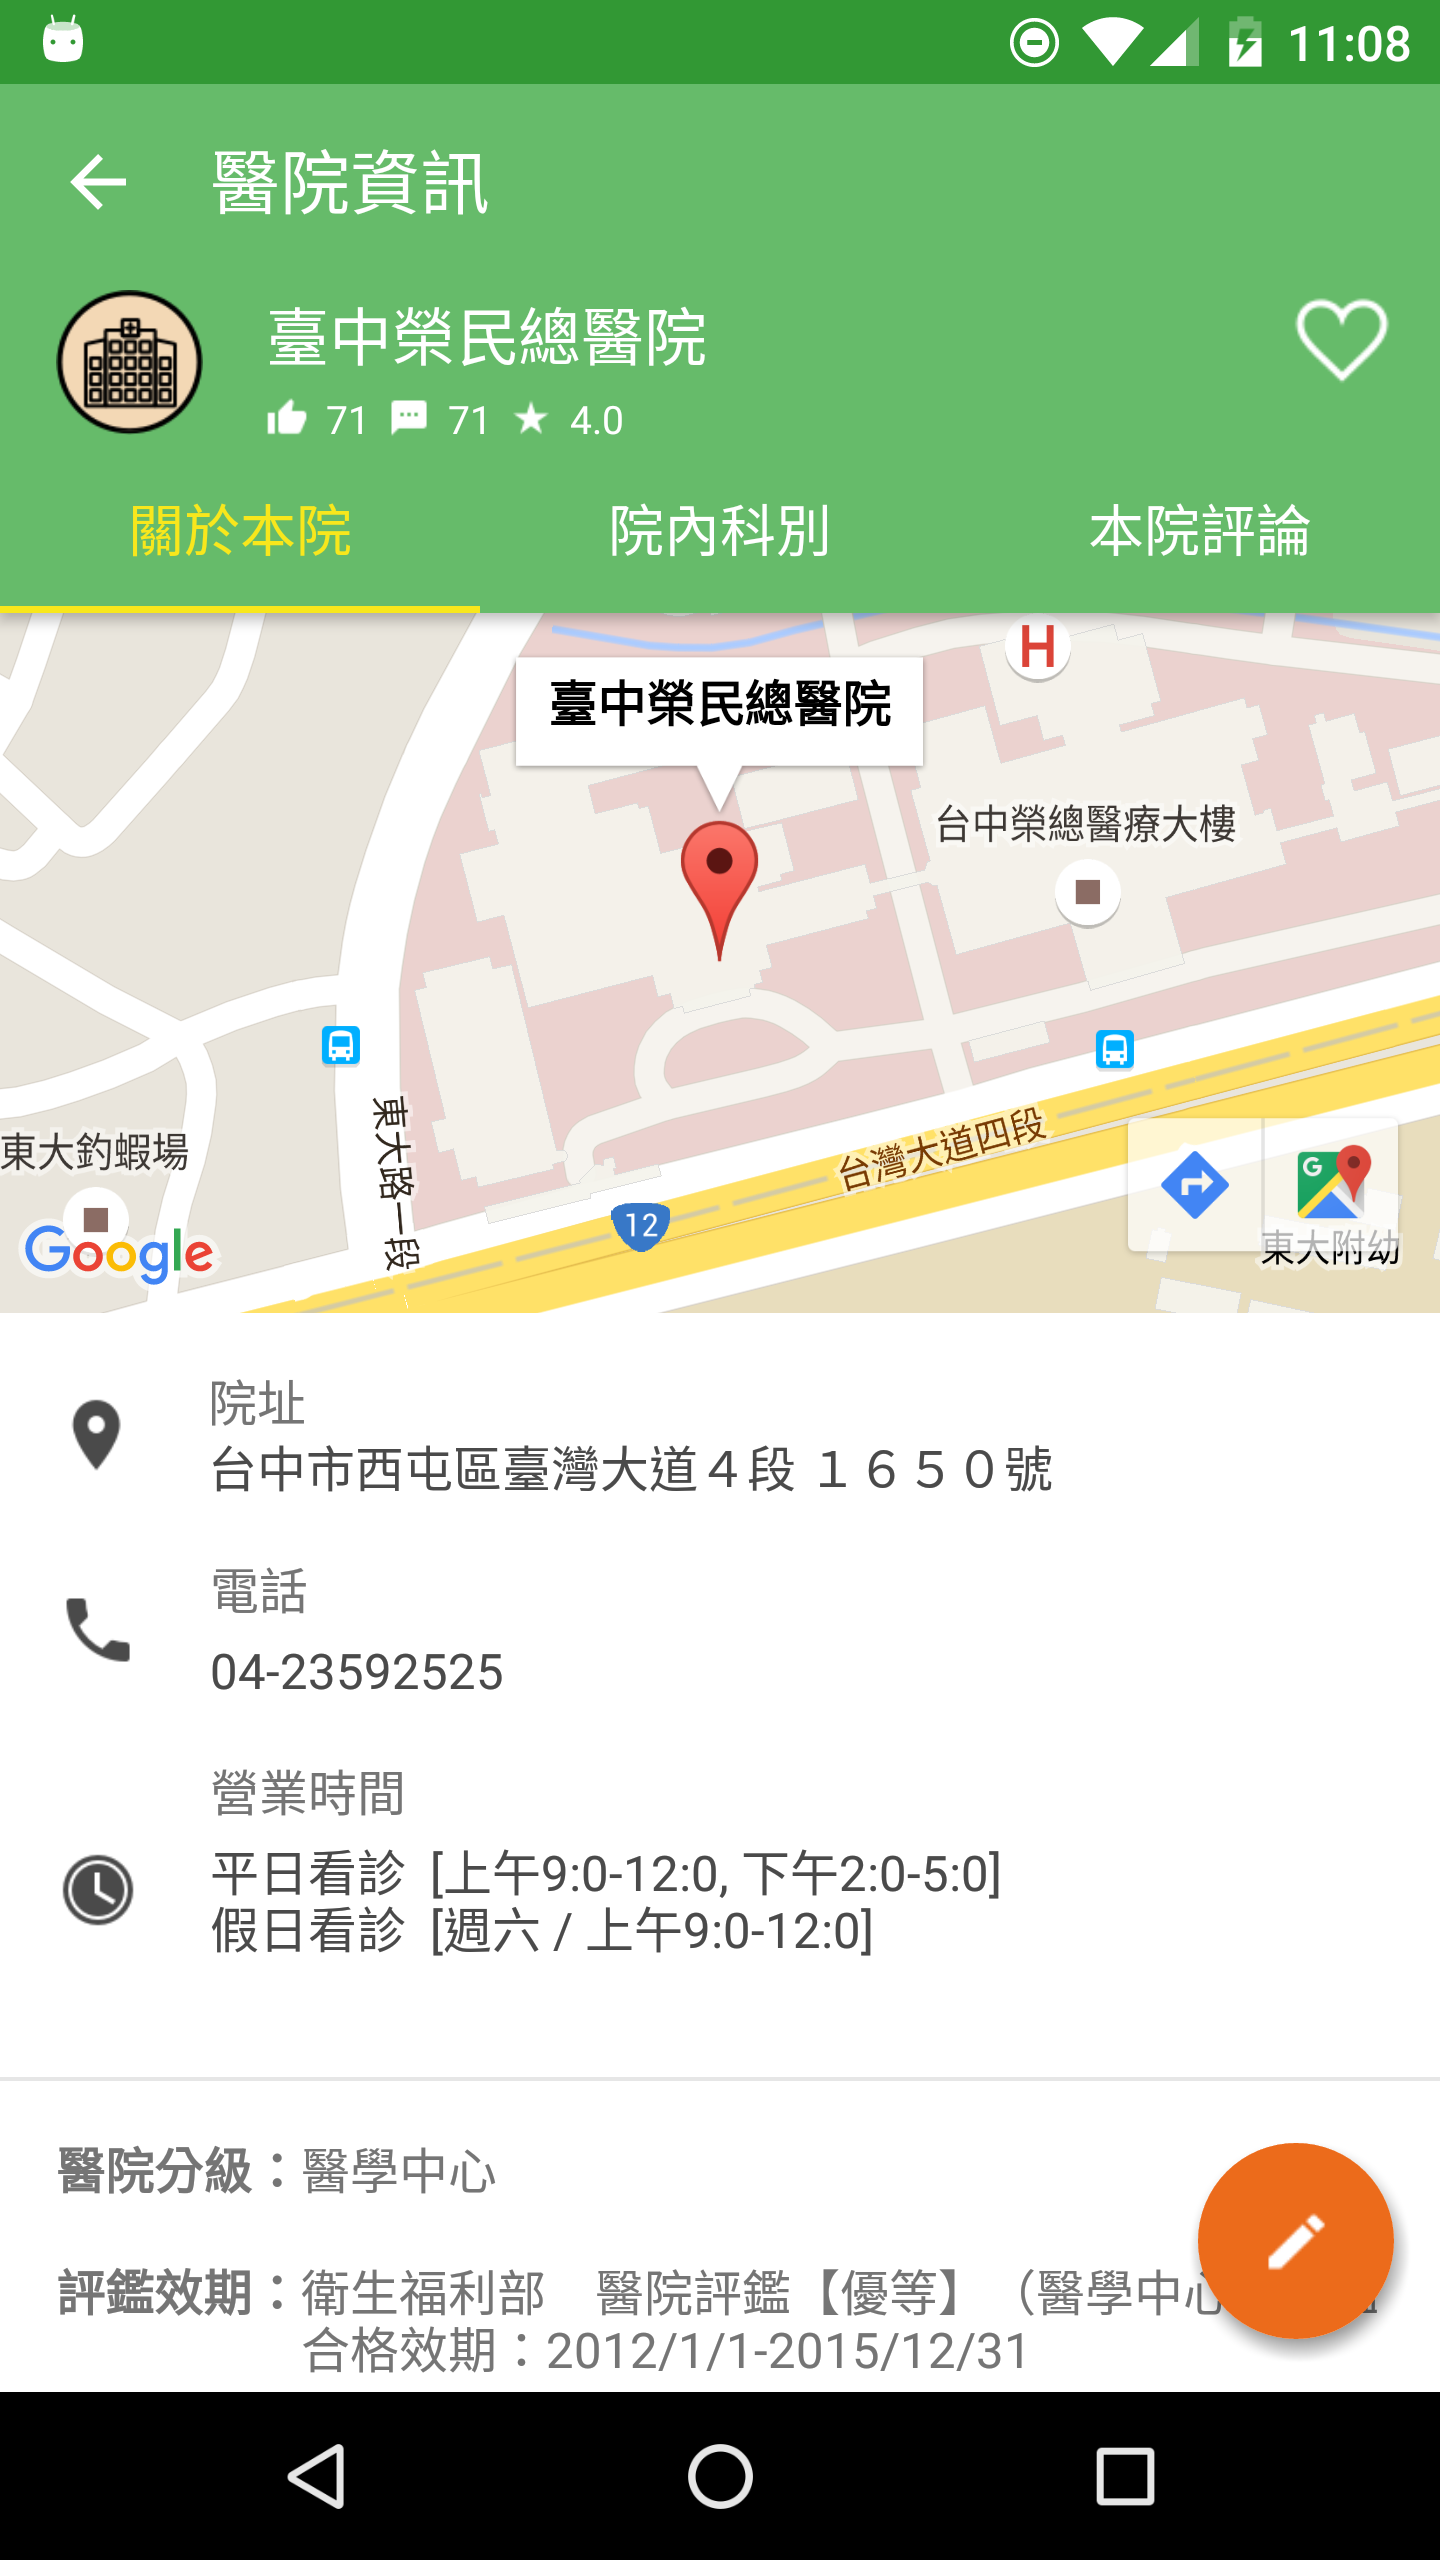 11:08
醫院資訊
臺中榮民總醫院
71 71 4.0
關於本院 院內科別 本院評論
H
臺中榮民總醫院
台中榮總醫療大樓
東大路一段
台灣大道四段
東大釣蝦場
12
G
Google
東大附幼
院址
台中市西屯區臺灣大道４段 １６５０號
電話
04-23592525
營業時間
平日看診 [上午9:0-12:0, 下午2:0-5:0]
假日看診 [週六 / 上午9:0-12:0]
醫院分級：醫學中心
評鑑效期：衛生福利部　醫院評鑑【優等】（醫學中心
合格效期：2012/1/1-2015/12/31